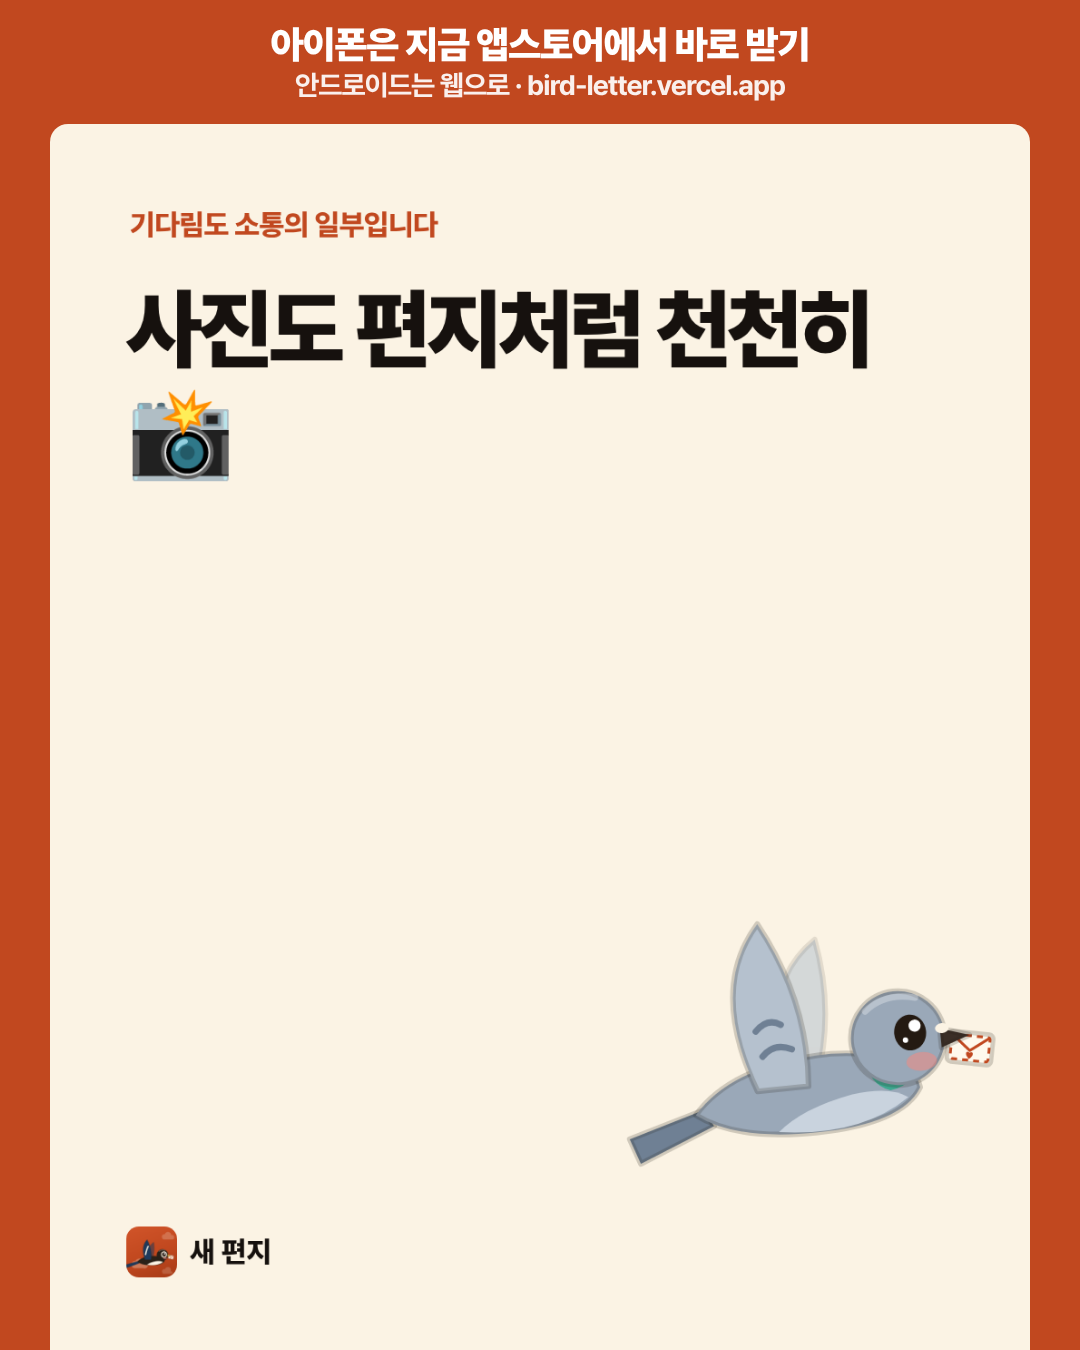 아이폰은 지금 앱스토어에서 바로 받기
안드로이드는 웹으로 · bird-letter.vercel.app
기다림도 소통의 일부입니다
사진도 편지처럼 천천히
📸
새 편지